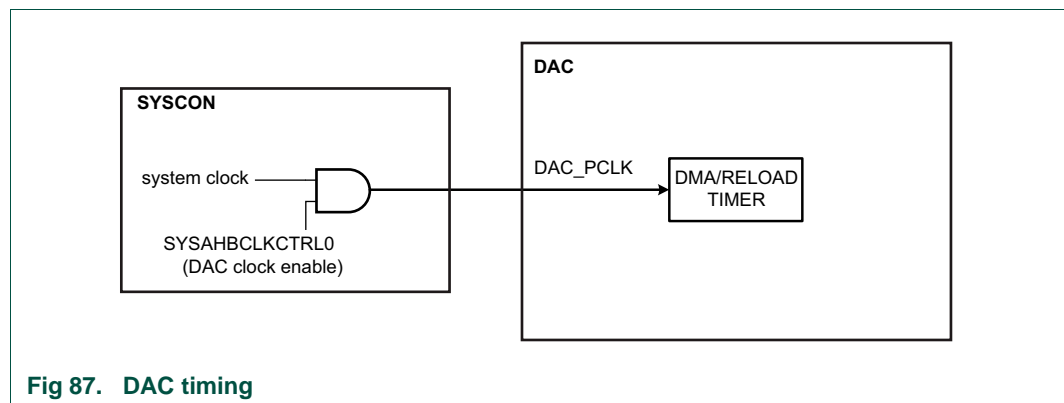 SYSCON
system clock
SYSAHBCLKCTRL0
(DAC clock enable)
DAC
DAC_PCLK
DMA/RELOAD
TIMER
Fig 87. DAC timing